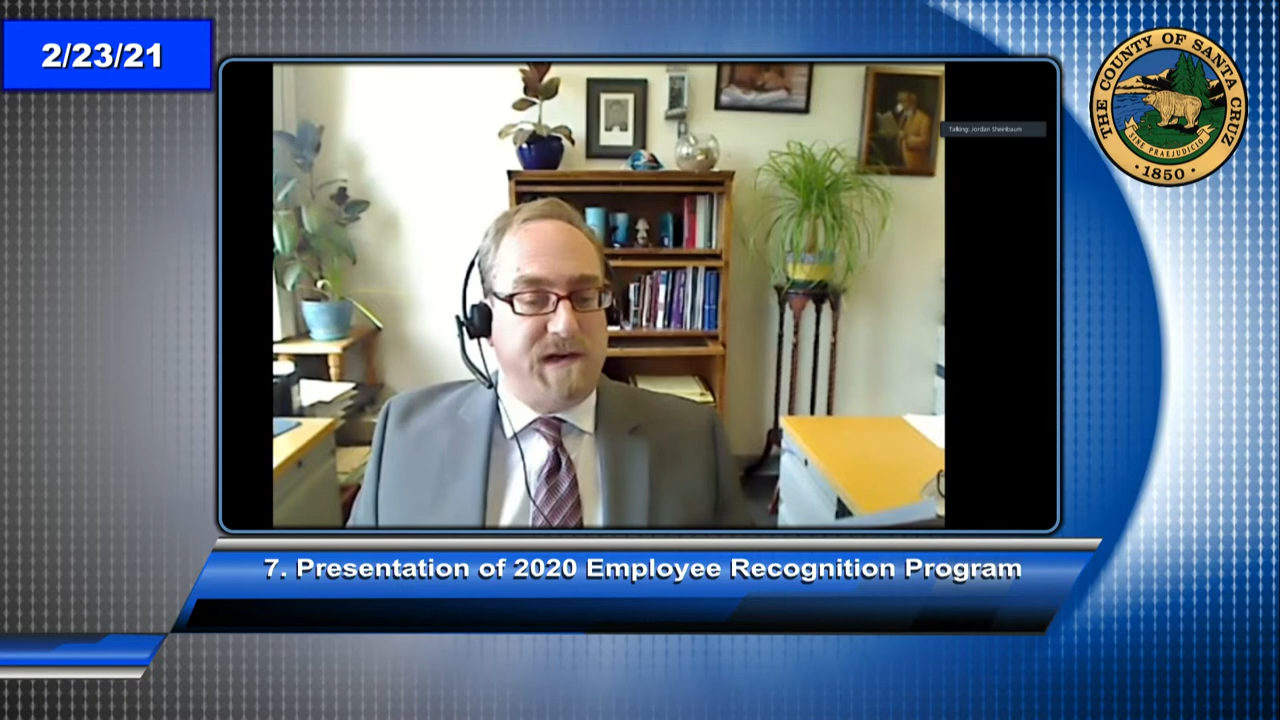 2/23/21
THE COUNTY OF SANTA CRUZ
SINE PRAEJUDICIO
• 1850 •
Talking: Jordan Sheinbaum
7. Presentation of 2020 Employee Recognition Program